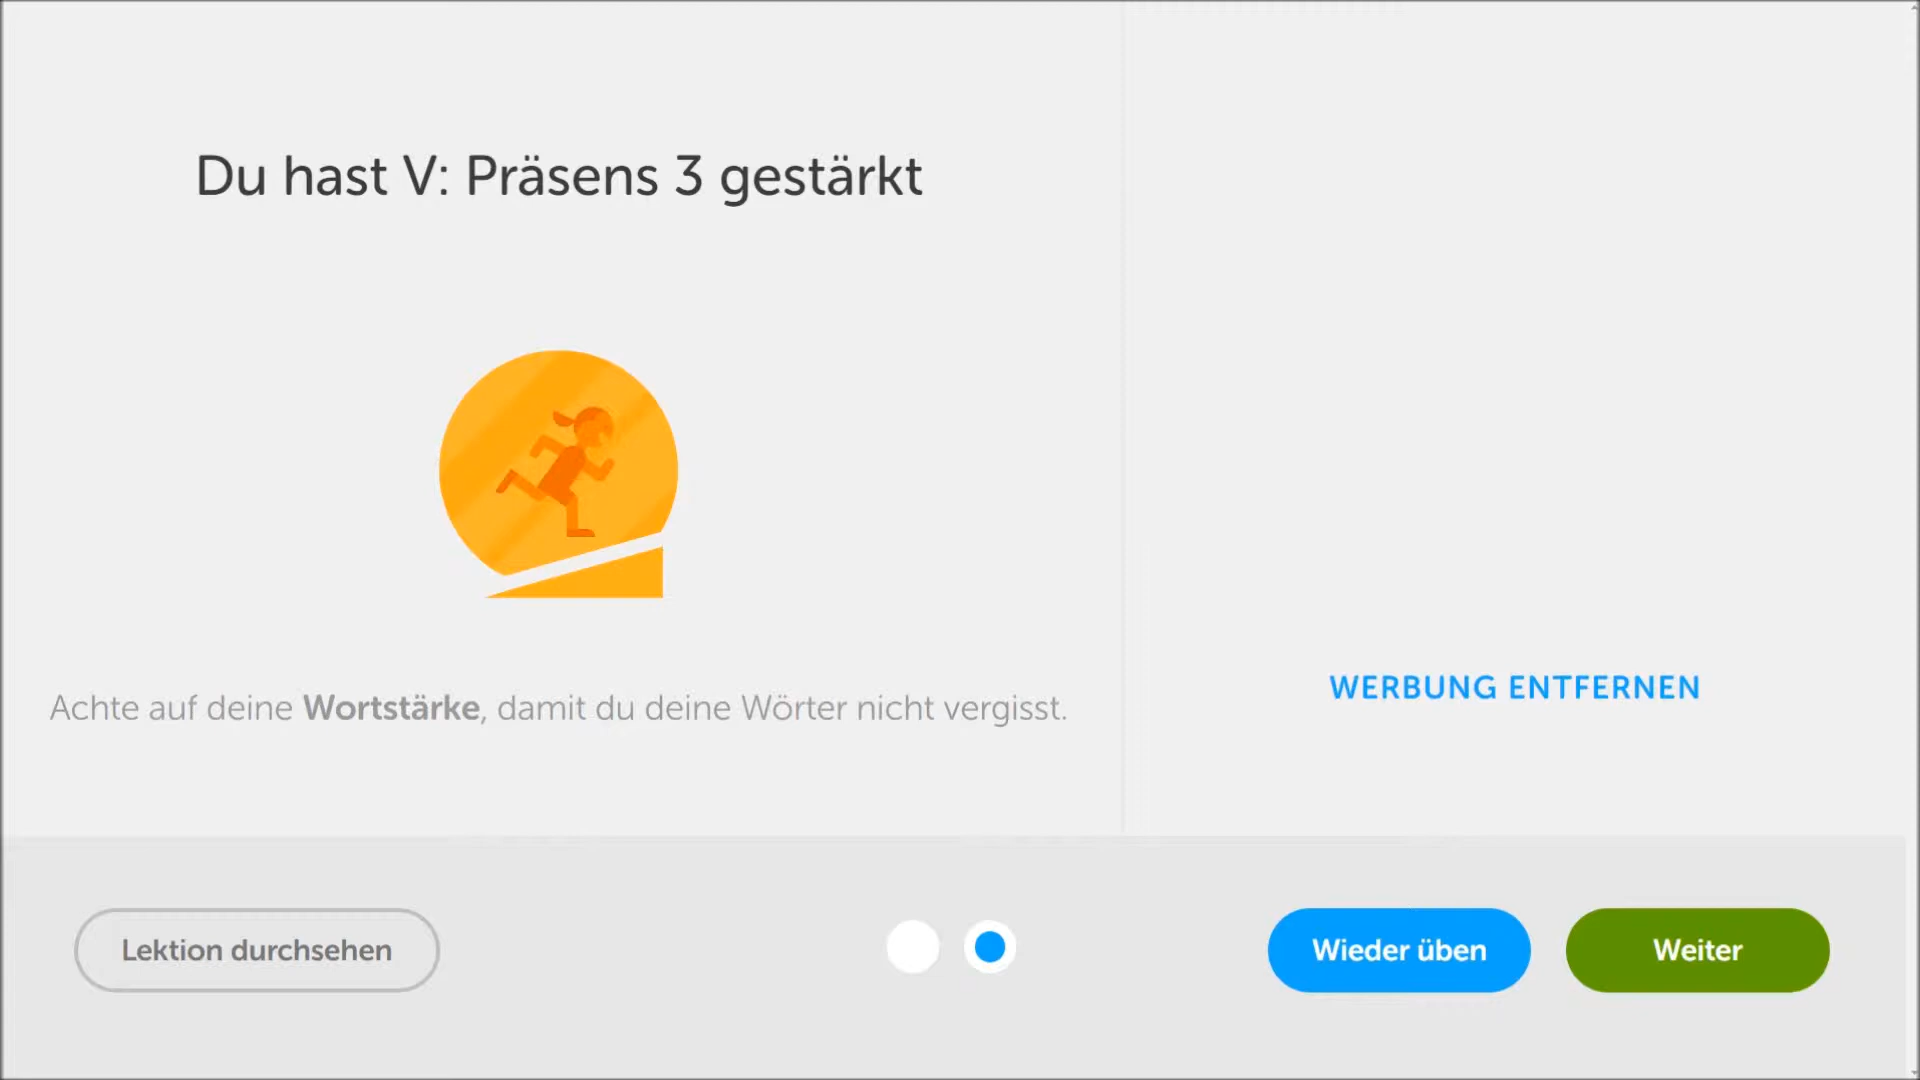 Du hast V: Präsens 3 gestärkt
Achte auf deine Wortstärke, damit du deine Wörter nicht vergisst.
WERBUNG ENTFERNEN
Lektion durchsehen
Wieder üben
Weiter